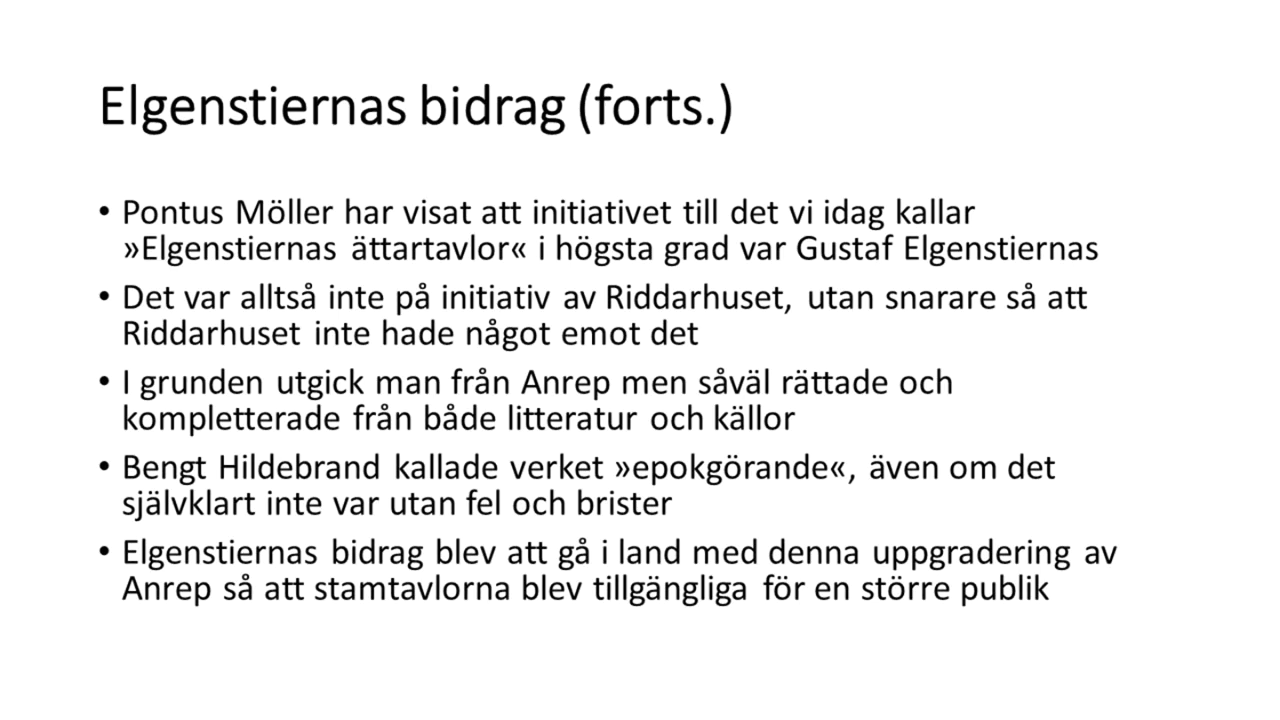 Elgenstiernas bidrag (forts.)
• Pontus Möller har visat att initiativet till det vi idag kallar
»Elgenstiernas ättartavlor« i högsta grad var Gustaf Elgenstiernas
• Det var alltså inte på initiativ av Riddarhuset, utan snarare så att
Riddarhuset inte hade något emot det
• I grunden utgick man från Anrep men såväl rättade och
kompletterade från både litteratur och källor
• Bengt Hildebrand kallade verket »epokgörande«, även om det
självklart inte var utan fel och brister
• Elgenstiernas bidrag blev att gå i land med denna uppgradering av
Anrep så att stamtavlorna blev tillgängliga för en större publik